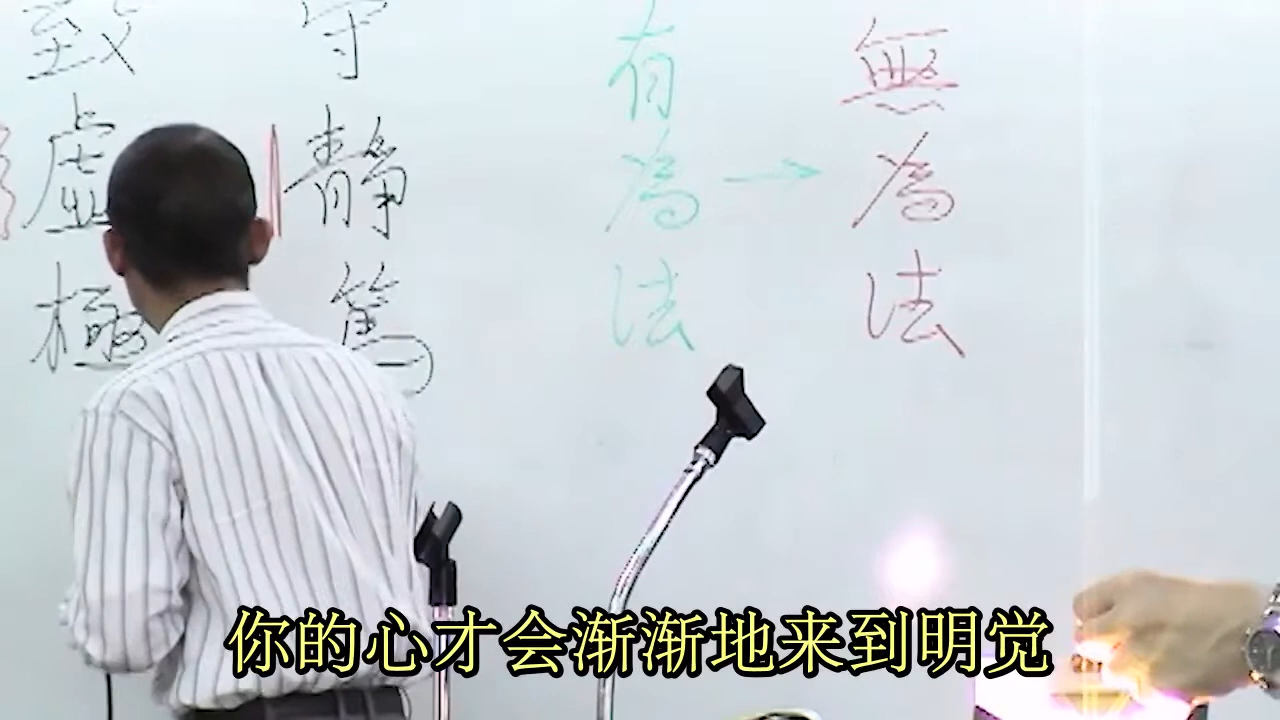 致虛極
守靜篤
有為法→無為法
你的心才会渐渐地来到明觉